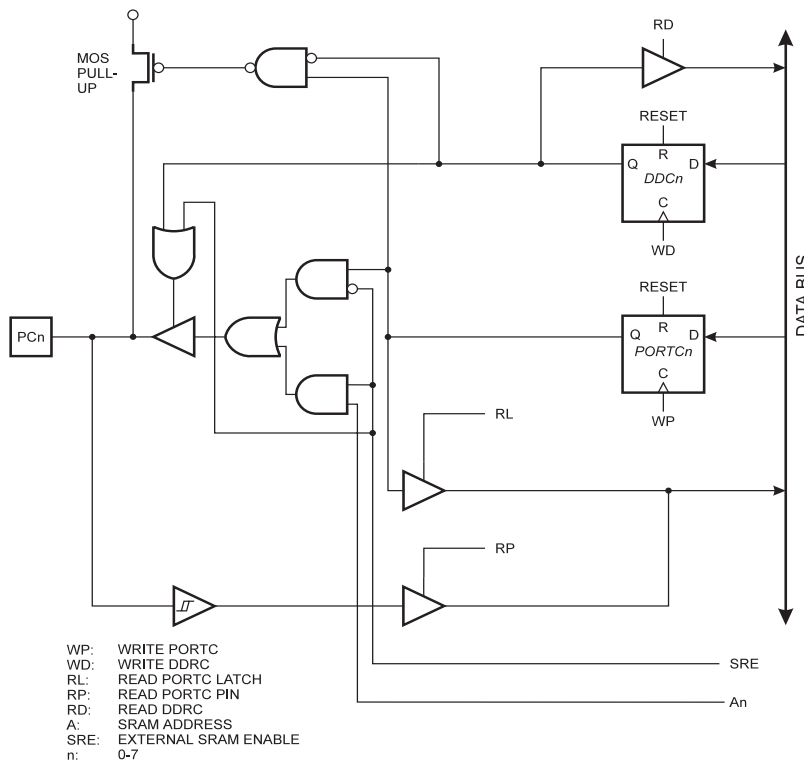 RD
MOS
PULL-
UP
RESET
R
Q
D
DDCn
C
WD
DATA BUS
RESET
R
Q
D
PORTCn
C
WP
PCn
RL
RP
WP: WRITE PORTC
WD: WRITE DDRC
RL: READ PORTC LATCH
RP: READ PORTC PIN
RD: READ DDRC
A: SRAM ADDRESS
SRE: EXTERNAL SRAM ENABLE
n: 0-7
SRE
An